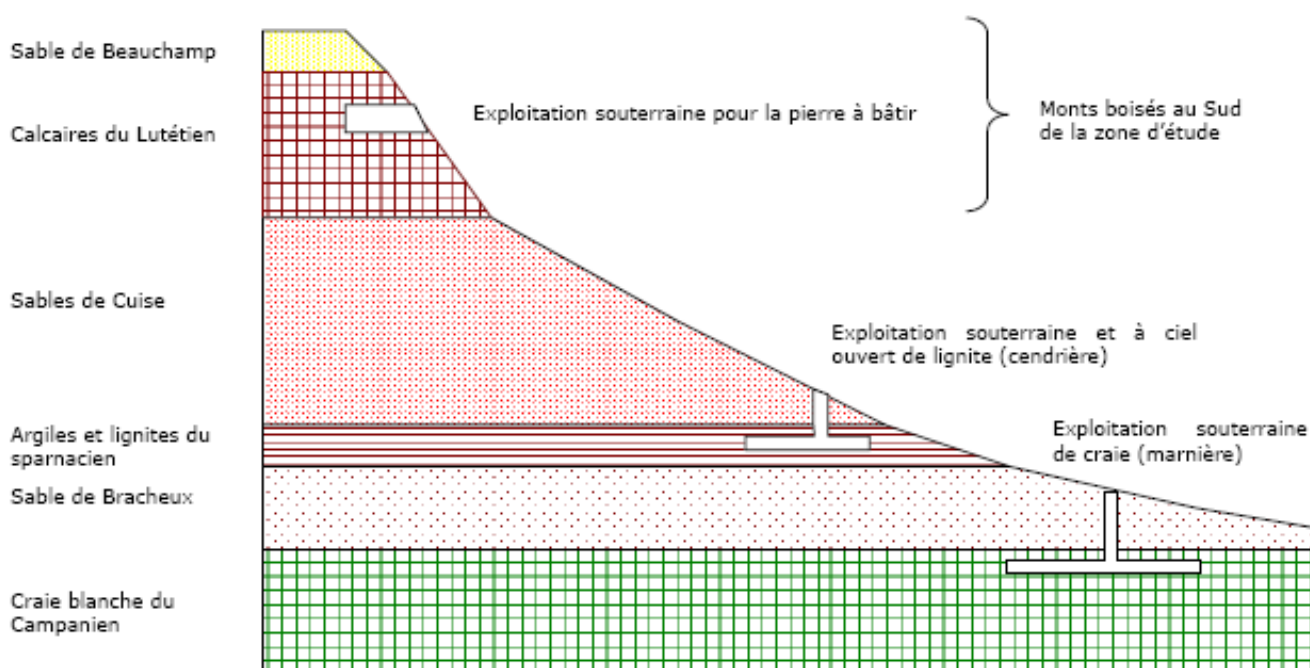 Sable de Beauchamp
Calcaires du Lutétien
Exploitation souterraine pour la pierre à bâtir
Monts boisés au Sud
de la zone d'étude
Sables de Cuise
Exploitation souterraine et à ciel
ouvert de lignite (cendrière)
Argiles et lignites du
sparnacien
Exploitation souterraine
de craie (marnière)
Sable de Bracheux
Craie blanche du
Campanien